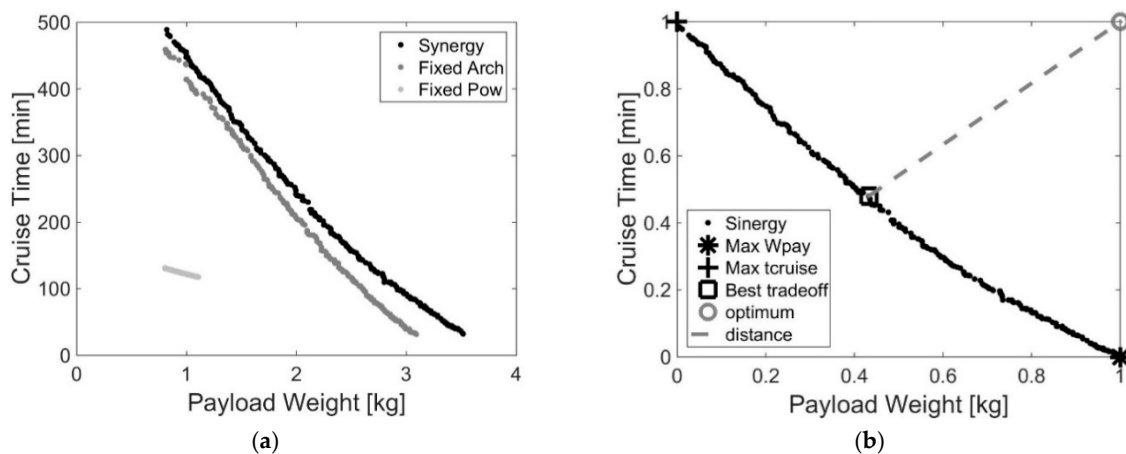 500
400
300
200
100
0
Cruise Time [min]
Synergy
Fixed Arch
Fixed Pow
0
1
2
3
4
Payload Weight [kg]
(a)
1
0.8
0.6
0.4
0.2
0
Cruise Time [min]
Sinergy
Max Wpay
Max tcruise
Best tradeoff
optimum
distance
0
0.2
0.4
0.6
0.8
1
Payload Weight [kg]
(b)